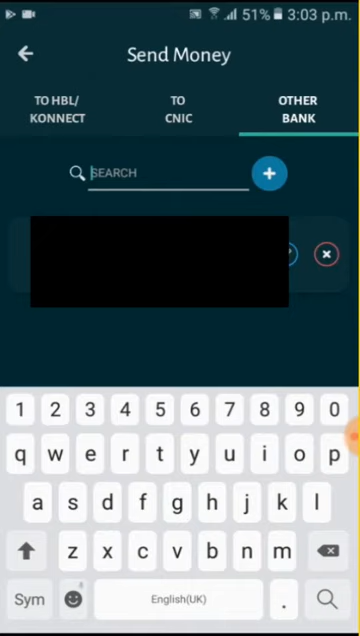 51% 3:03 p.m.
Send Money
TO HBL/ KONNECT
TO CNIC
OTHER BANK
SEARCH
1 2 3 4 5 6 7 8 9 0
q w e r t y u i o p
a s d f g h j k l
z x c v b n m
Sym English(UK) .